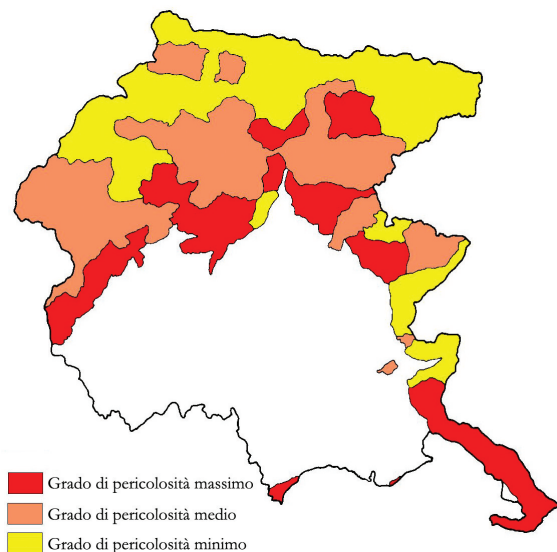 Grado di pericolosità massimo
Grado di pericolosità medio
Grado di pericolosità minimo